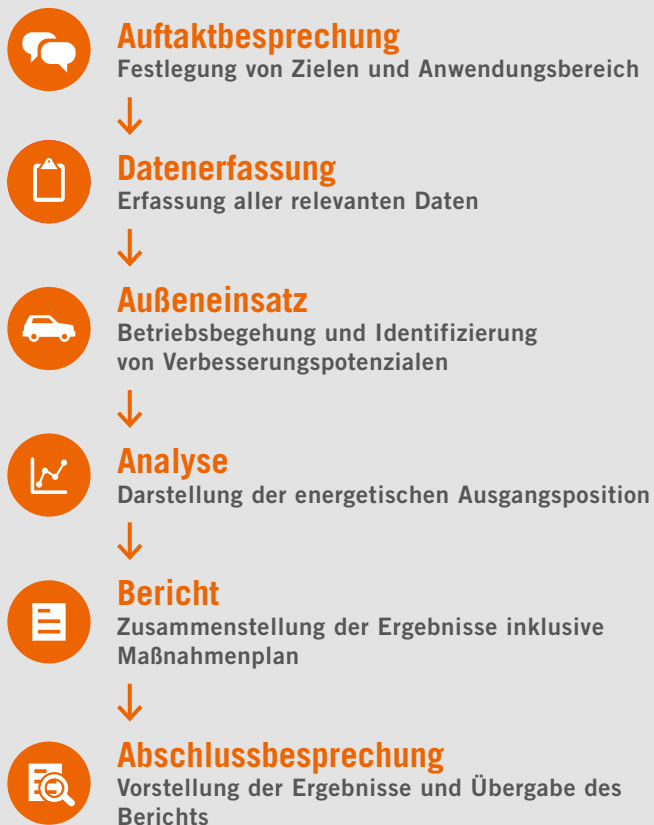 Auftaktbesprechung
Festlegung von Zielen und Anwendungsbereich
Datenerfassung
Erfassung aller relevanten Daten
Außeneinsatz
Betriebsbegehung und Identifizierung
von Verbesserungspotenzialen
Analyse
Darstellung der energetischen Ausgangsposition
Bericht
Zusammenstellung der Ergebnisse inklusive
Maßnahmenplan
Abschlussbesprechung
Vorstellung der Ergebnisse und Übergabe des
Berichts